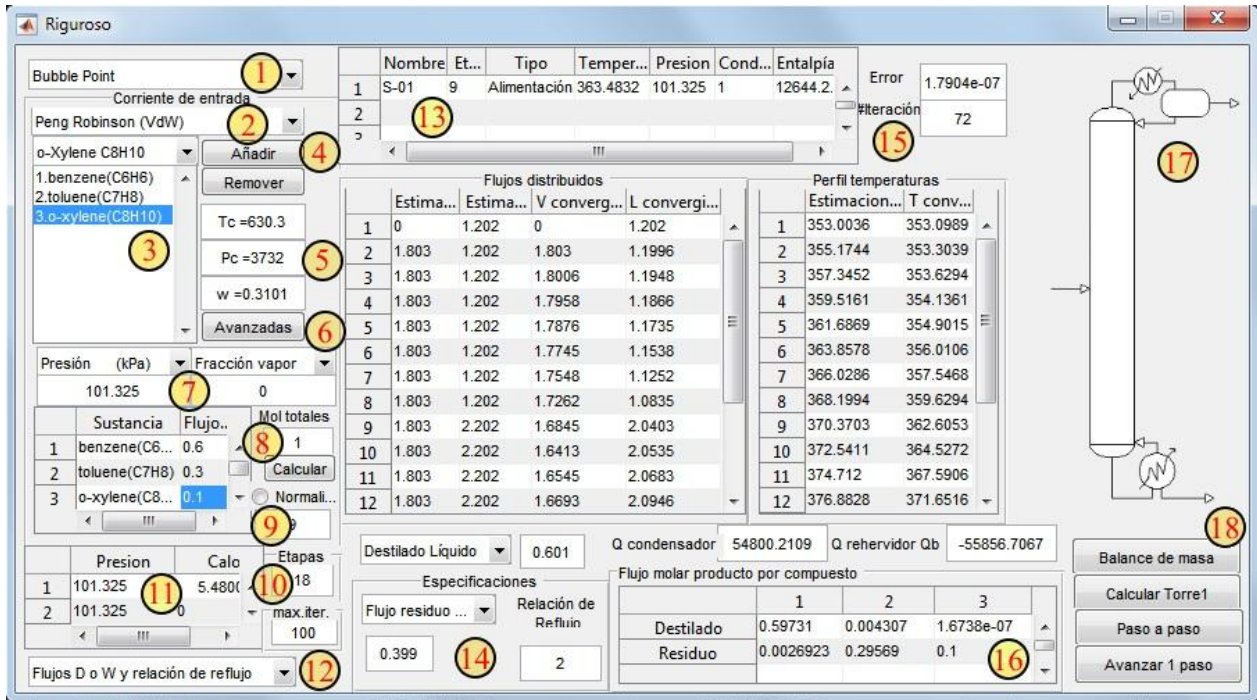 Riguroso
Bubble Point
1
Corriente de entrada
Peng Robinson (VdW)
2
o-Xylene C8H10
Añadir
4
1.benzene(C6H6)
2.toluene(C7H8)
3.o-xylene(C8H10)
3
Remover
Tc =630.3
Pc =3732
5
w =0.3101
Avanzadas
6
Presión (kPa)
Fracción vapor
101.325
7
0
Sustancia Flujo..
1 benzene(C6... 0.6
2 toluene(C7H8) 0.3
3 o-xylene(C8... 0.1
8
Mol totales
1
Calcular
Normali...
9
Presion Calo
1 101.325 5.480
2 101.325 0
11
Etapas
10
18
max.iter.
100
Flujos D o W y relación de reflujo
12
Nombre Et... Tipo Temper... Presion Cond... Entalpía
1 S-01 9 Alimentación 363.4832 101.325 1 12644.2.
2
13
Error
1.7904e-07
#Iteración
72
15
Flujos distribuidos
Estima... Estima... V converg... L convergi...
1 0 1.202 0 1.202
2 1.803 1.202 1.803 1.1996
3 1.803 1.202 1.8006 1.1948
4 1.803 1.202 1.7958 1.1866
5 1.803 1.202 1.7876 1.1735
6 1.803 1.202 1.7745 1.1538
7 1.803 1.202 1.7548 1.1252
8 1.803 1.202 1.7262 1.0835
9 1.803 2.202 1.6845 2.0403
10 1.803 2.202 1.6413 2.0535
11 1.803 2.202 1.6545 2.0683
12 1.803 2.202 1.6693 2.0946
Perfil temperaturas
Estimacion... T conv...
1 353.0036 353.0989
2 355.1744 353.3039
3 357.3452 353.6294
4 359.5161 354.1361
5 361.6869 354.9015
6 363.8578 356.0106
7 366.0286 357.5468
8 368.1994 359.6294
9 370.3703 362.6053
10 372.5411 364.5272
11 374.712 367.5906
12 376.8828 371.6516
Destilado Líquido
0.601
Q condensador 54800.2109
Q rehervidor Qb -55856.7067
Especificaciones
Flujo residuo ...
0.399
14
Relación de
Reflujo
2
Flujo molar producto por compuesto
1 2 3
Destilado 0.59731 0.004307 1.6738e-07
Residuo 0.0026923 0.29569 0.1
16
17
18
Balance de masa
Calcular Torre1
Paso a paso
Avanzar 1 paso